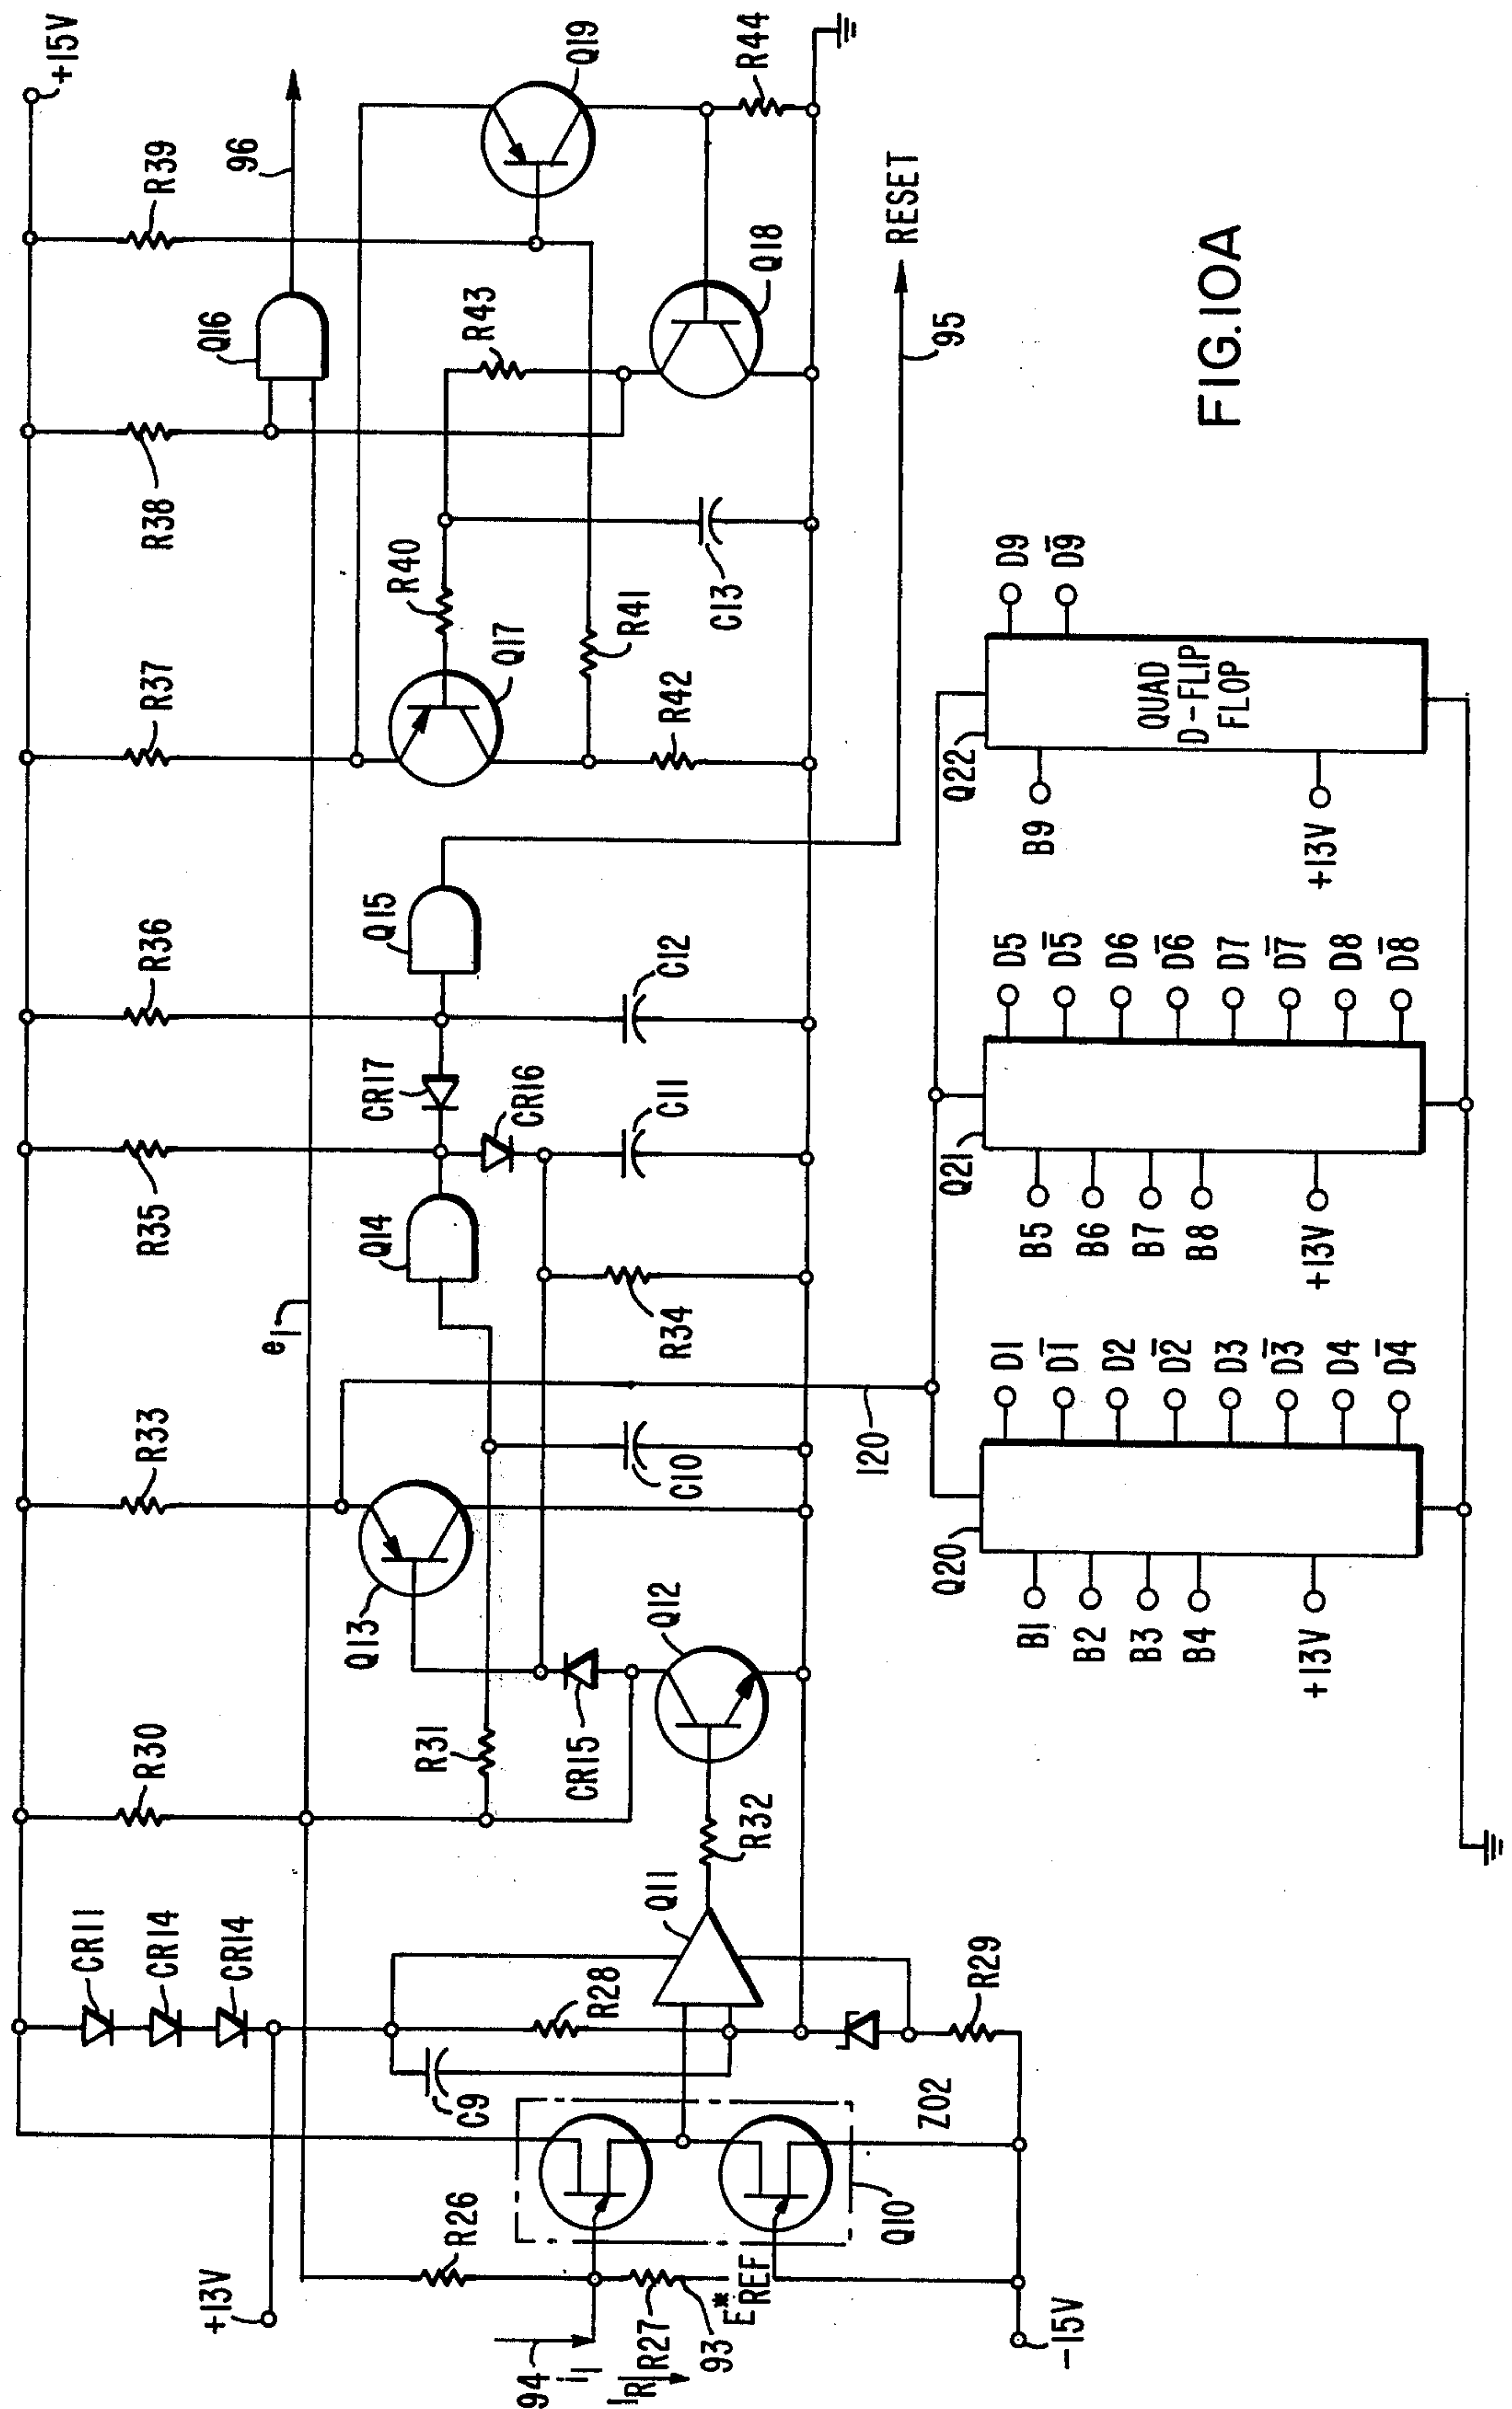 +15V
R39
96
Q19
R44
Q16
R38
R43
Q18
RESET
95
R37
R40
Q17
R41
C13
R42
R36
Q15
C12
CR17
CR16
C11
R35
Q14
e1
R34
R33
C10
120
Q13
Q12
R30
R31
CR15
R32
CR11
CR14
CR14
Q11
R28
R29
C9
Z02
+13V
R26
Q10
94
i1
IR
R27
93
E*REF
-15V
Q22
QUAD
D-FLIP
FLOP
B9
+13V
D9
D̅9
Q21
B5
B6
B7
B8
+13V
D5
D̅5
D6
D̅6
D7
D̅7
D8
D̅8
Q20
B1
B2
B3
B4
+13V
D1
D̅1
D2
D̅2
D3
D̅3
D4
D̅4
FIG.10A